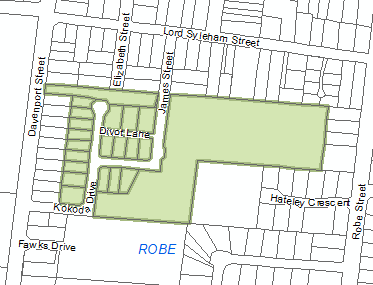 Lord Syleham Street
Elizabeth Street
James Street
Davenport Street
Divot Lane
Kokoda Drive
Hateley Crescent
Robe Street
Fawks Drive
ROBE